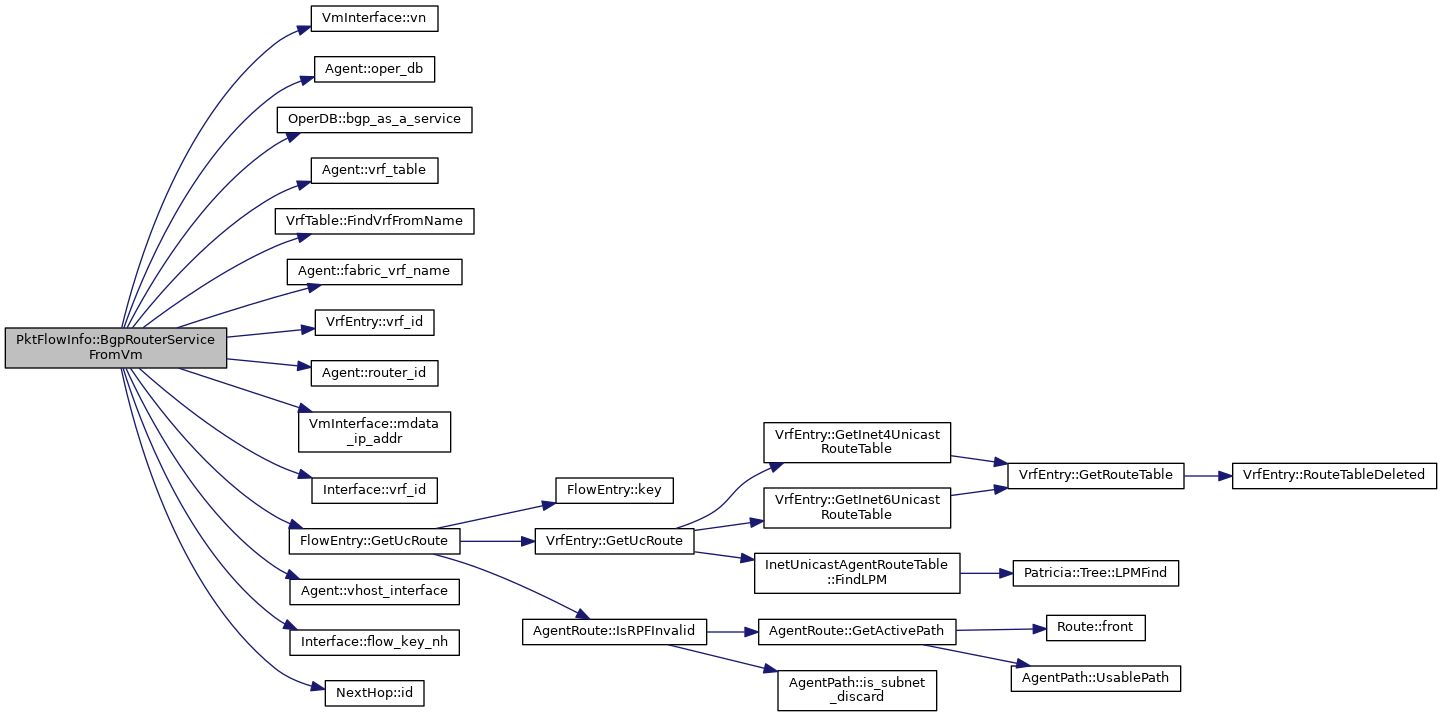 PktFlowInfo::BgpRouterService
FromVm
VmInterface::vn
Agent::oper_db
OperDB::bgp_as_a_service
Agent::vrf_table
VrfTable::FindVrfFromName
Agent::fabric_vrf_name
VrfEntry::vrf_id
Agent::router_id
VmInterface::mdata
_ip_addr
Interface::vrf_id
FlowEntry::GetUcRoute
Agent::vhost_interface
Interface::flow_key_nh
NextHop::id
FlowEntry::key
VrfEntry::GetUcRoute
AgentRoute::IsRPFInvalid
VrfEntry::GetInet4Unicast
RouteTable
VrfEntry::GetInet6Unicast
RouteTable
InetUnicastAgentRouteTable
::FindLPM
AgentRoute::GetActivePath
AgentPath::is_subnet
_discard
VrfEntry::GetRouteTable
Patricia::Tree::LPMFind
Route::front
AgentPath::UsablePath
VrfEntry::RouteTableDeleted